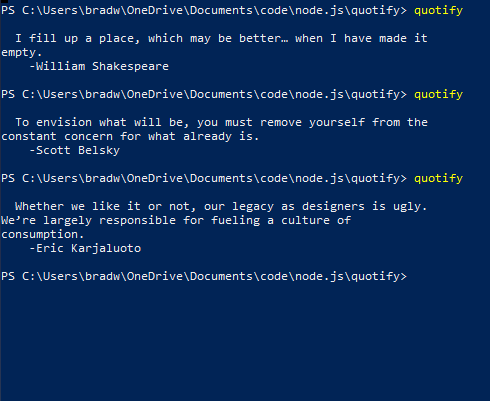 PS C:\Users\bradw\OneDrive\Documents\code\node.js\quotify> quotify
I fill up a place, which may be better… when I have made it
empty.
-William Shakespeare
PS C:\Users\bradw\OneDrive\Documents\code\node.js\quotify> quotify
To envision what will be, you must remove yourself from the
constant concern for what already is.
-Scott Belsky
PS C:\Users\bradw\OneDrive\Documents\code\node.js\quotify> quotify
Whether we like it or not, our legacy as designers is ugly.
We’re largely responsible for fueling a culture of
consumption.
-Eric Karjaluoto
PS C:\Users\bradw\OneDrive\Documents\code\node.js\quotify>